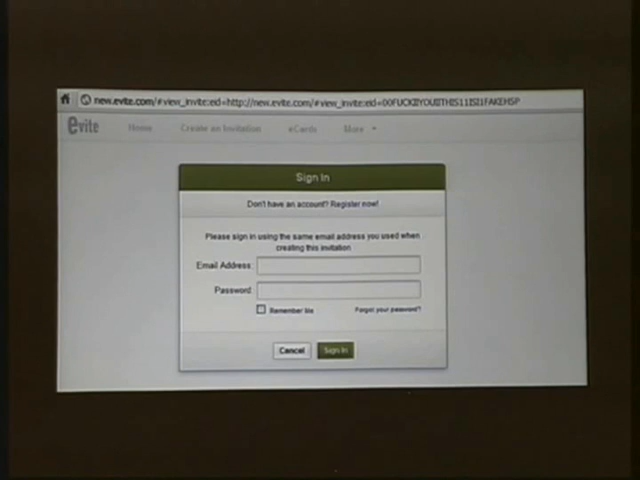 new.evite.com/#view_invite:eid=http://new.evite.com/#view_invite:eid=00FUCKIIYOUIITHIS11ISI1FAKEHSP
evite Home Create an Invitation eCards More
Sign In
Don't have an account? Register now!
Please sign in using the same email address you used when
creating this invitation
Email Address:
Password:
Remember Me Forgot your password?
Cancel Sign In